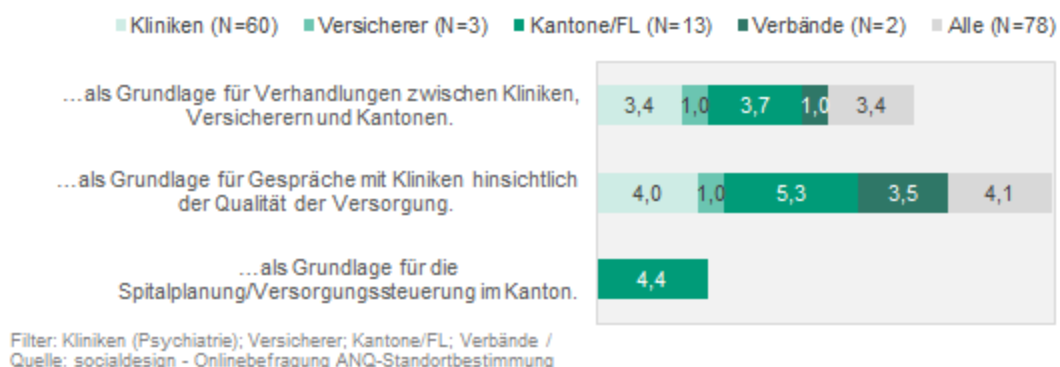 Kliniken (N=60) Versicherer (N=3) Kantone/FL (N=13) Verbände (N=2) Alle (N=78)
…als Grundlage für Verhandlungen zwischen Kliniken,
Versicherern und Kantonen.
3,4 1,0 3,7 1,0 3,4
…als Grundlage für Gespräche mit Kliniken hinsichtlich
der Qualität der Versorgung.
4,0 1,0 5,3 3,5 4,1
…als Grundlage für die
Spitalplanung/Versorgungssteuerung im Kanton.
4,4
Filter: Kliniken (Psychiatrie); Versicherer; Kantone/FL; Verbände /
Quelle: socialdesign - Onlinebefragung ANQ-Standortbestimmung